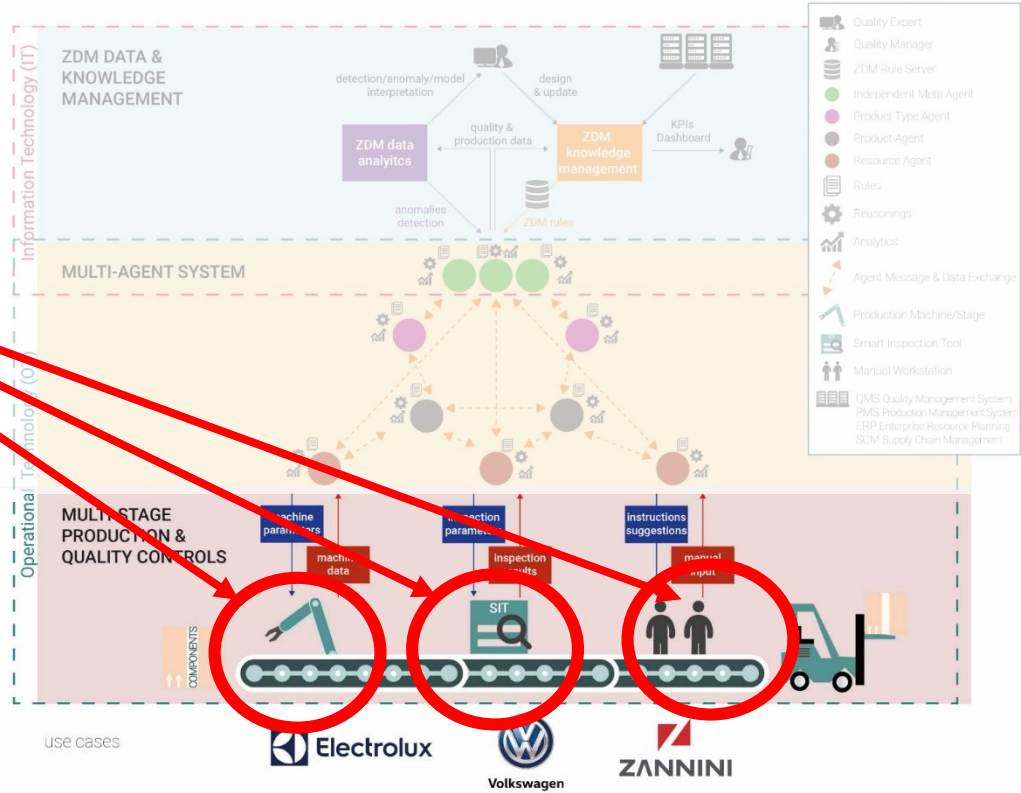 Information Technology (IT)
ZDM DATA &
KNOWLEDGE
MANAGEMENT
detection/anomaly/model
interpretation
design
& update
ZDM data
analyitcs
quality &
production data
ZDM
knowledge
management
KPIs
Dashboard
anomalies
detection
ZDM rules
MULTI-AGENT SYSTEM
Operational Technology (OT)
MULTI-STAGE
PRODUCTION &
QUALITY CONTROLS
machine
parameters
machine
data
inspection
parameters
inspection
results
instructions
suggestions
manual
input
COMPONENTS
SIT
use cases
Electrolux
Volkswagen
ZANNINI
Quality Expert
Quality Manager
ZDM Rule Server
Independent Meta Agent
Product Type Agent
Product Agent
Resource Agent
Rules
Reasonings
Analytics
Agent Message & Data Exchange
Production Machine/Stage
Smart Inspection Tool
Manual Workstation
QMS Quality Management System
PMS Production Management System
ERP Enterprise Resource Planning
SCM Supply Chain Management